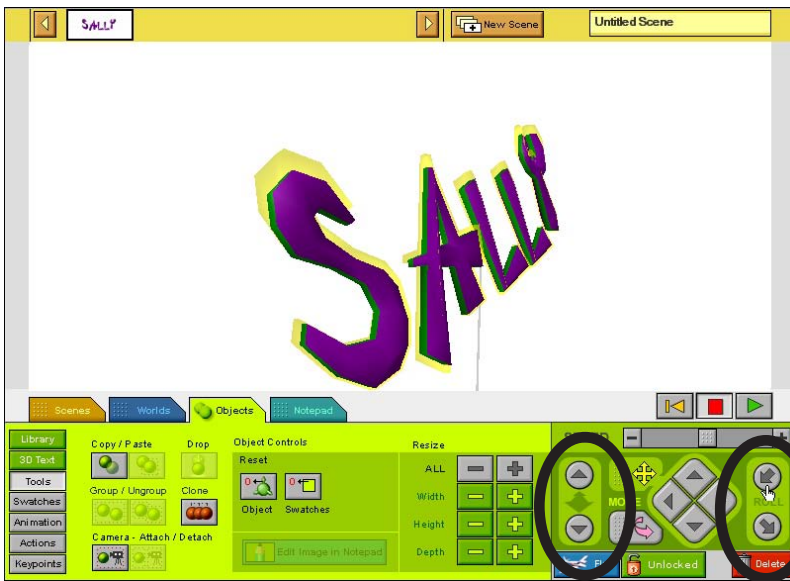 SALLY
New Scene
Untitled Scene
SALLY
Scenes
Worlds
Objects
Notepad
Library
3D Text
Tools
Swatches
Animation
Actions
Keypoints
Copy / Paste
Drop
Group / Ungroup
Clone
Camera - Attach / Detach
Object Controls
Reset
Object
Swatches
Edit Image in Notepad
Resize
ALL
Width
Height
Depth
MODE
ROLL
Unlocked
Delete